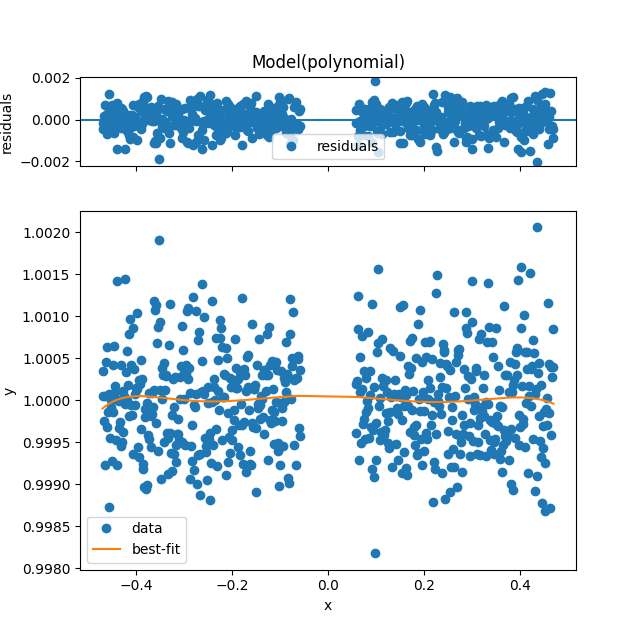 Model(polynomial)
0.002
0.000
−0.002
residuals
residuals
1.0020
1.0015
1.0010
1.0005
1.0000
0.9995
0.9990
0.9985
0.9980
y
data
best-fit
−0.4
−0.2
0.0
0.2
0.4
x